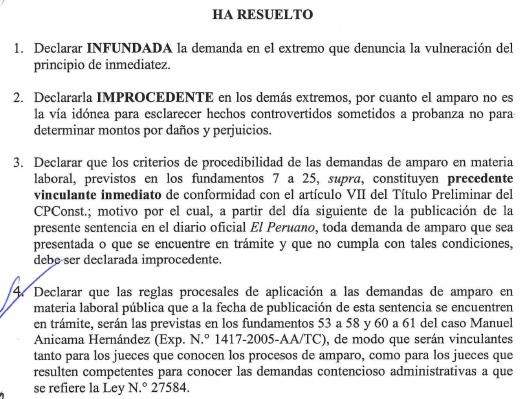 HA RESUELTO
1. Declarar INFUNDADA la demanda en el extremo que denuncia la vulneración del
principio de inmediatez.
2. Declararla IMPROCEDENTE en los demás extremos, por cuanto el amparo no es
la vía idónea para esclarecer hechos controvertidos sometidos a probanza no para
determinar montos por daños y perjuicios.
3. Declarar que los criterios de procedibilidad de las demandas de amparo en materia
laboral, previstos en los fundamentos 7 a 25, supra, constituyen precedente
vinculante inmediato de conformidad con el artículo VII del Título Preliminar del
CPConst.; motivo por el cual, a partir del día siguiente de la publicación de la
presente sentencia en el diario oficial El Peruano, toda demanda de amparo que sea
presentada o que se encuentre en trámite y que no cumpla con tales condiciones,
debe ser declarada improcedente.
4. Declarar que las reglas procesales de aplicación a las demandas de amparo en
materia laboral pública que a la fecha de publicación de esta sentencia se encuentren
en trámite, serán las previstas en los fundamentos 53 a 58 y 60 a 61 del caso Manuel
Anicama Hernández (Exp. N.° 1417-2005-AA/TC), de modo que serán vinculantes
tanto para los jueces que conocen los procesos de amparo, como para los jueces que
resulten competentes para conocer las demandas contencioso administrativas a que
se refiere la Ley N.° 27584.